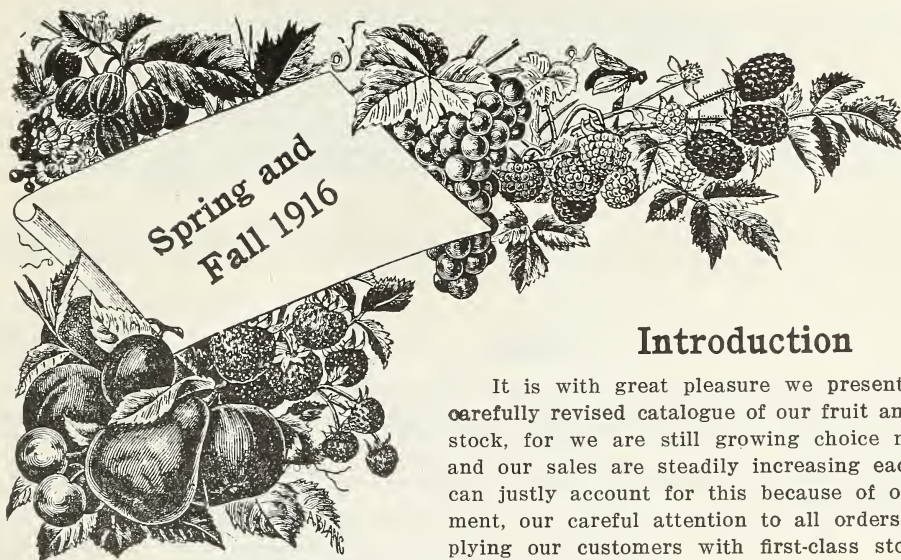 Spring and
Fall 1916
Introduction
It is with great pleasure we present
carefully revised catalogue of our fruit an
stock, for we are still growing choice
and our sales are steadily increasing eac
can justly account for this because of o
ment, our careful attention to all orders
plying our customers with first-class sto
A.BLANC